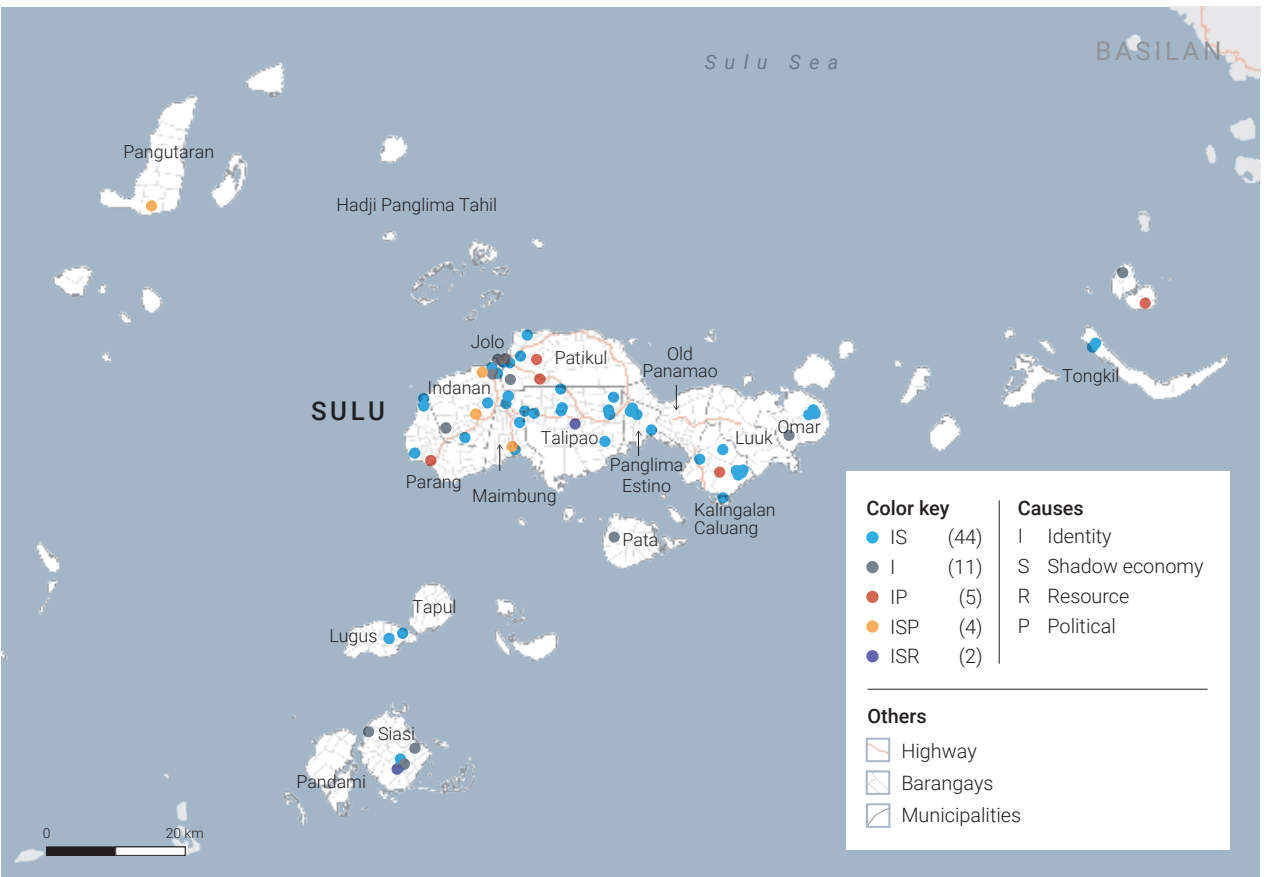 BASILAN
Sulu Sea
Pangutaran
Hadji Panglima Tahil
Jolo
Patikul
Old
Panamao
Tongkil
Indanan
SULU
Talipao
Luuk
Omar
Panglima
Estino
Parang
Maimbung
Kalingalan
Caluang
Pata
Tapul
Lugus
Siasi
Pandami
0 20 km
Color key
IS (44)
I (11)
IP (5)
ISP (4)
ISR (2)
Causes
I Identity
S Shadow economy
R Resource
P Political
Others
Highway
Barangays
Municipalities